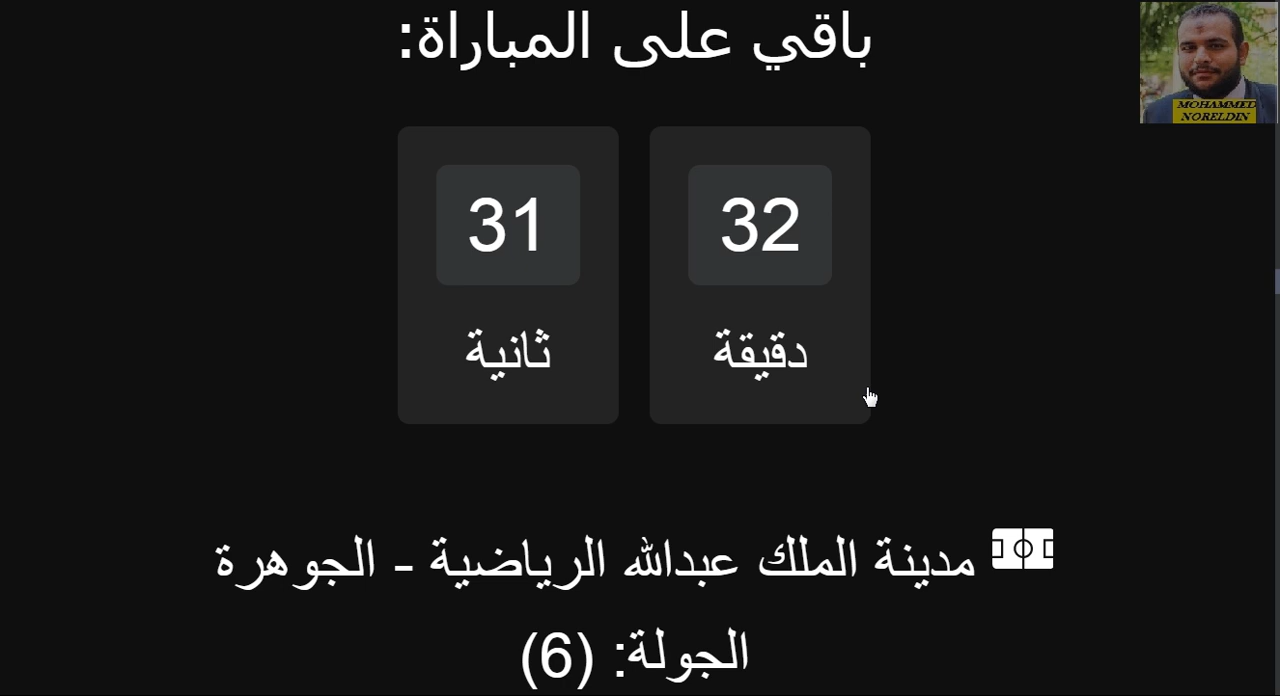 باقي على المباراة:
MOHAMMED
NORELDIN
32
31
دقيقة
ثانية
مدينة الملك عبدالله الرياضية - الجوهرة
الجولة: (6)